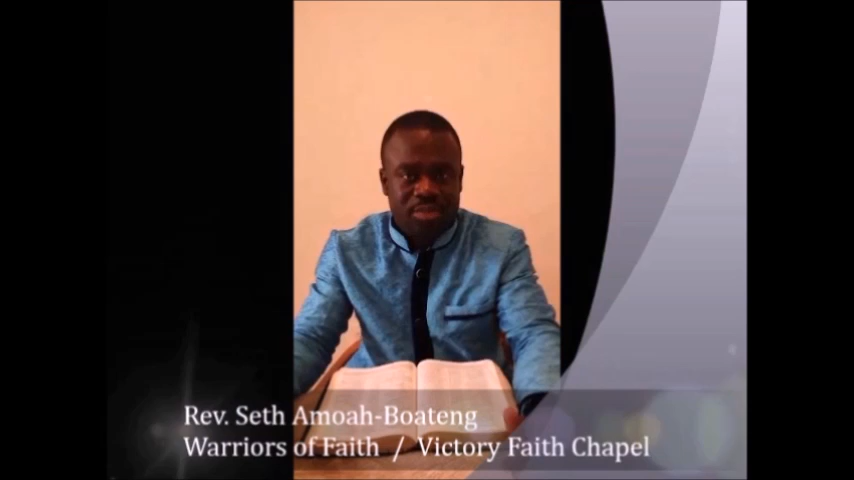 Rev. Seth Amoah-Boateng
Warriors of Faith / Victory Faith Chapel